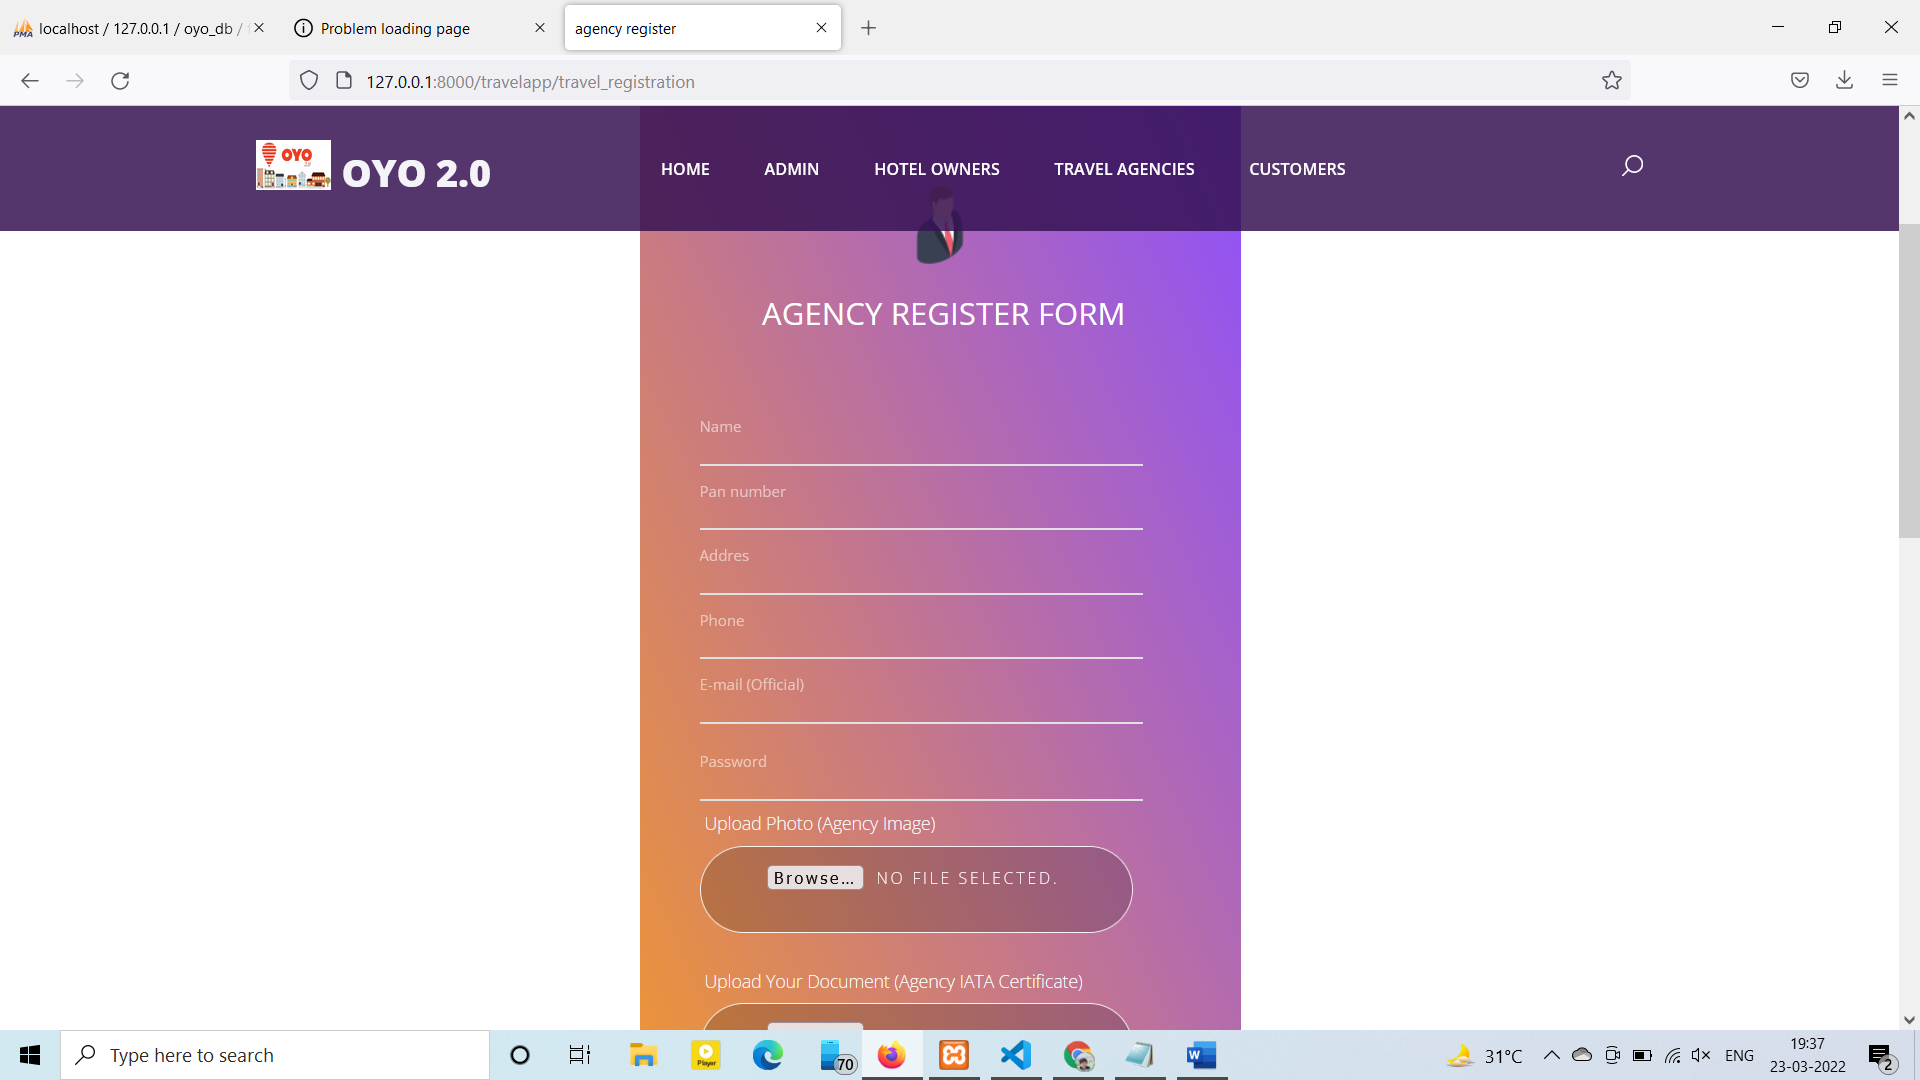 localhost / 127.0.0.1 / oyo_db /
Problem loading page
agency register
127.0.0.1:8000/travelapp/travel_registration
OYO
2.0
OYO 2.0
HOME
ADMIN
HOTEL OWNERS
TRAVEL AGENCIES
CUSTOMERS
AGENCY REGISTER FORM
Name
Pan number
Addres
Phone
E-mail (Official)
Password
Upload Photo (Agency Image)
Browse... NO FILE SELECTED.
Upload Your Document (Agency IATA Certificate)
Type here to search
Player
70
31°C
ENG
19:37
23-03-2022
2